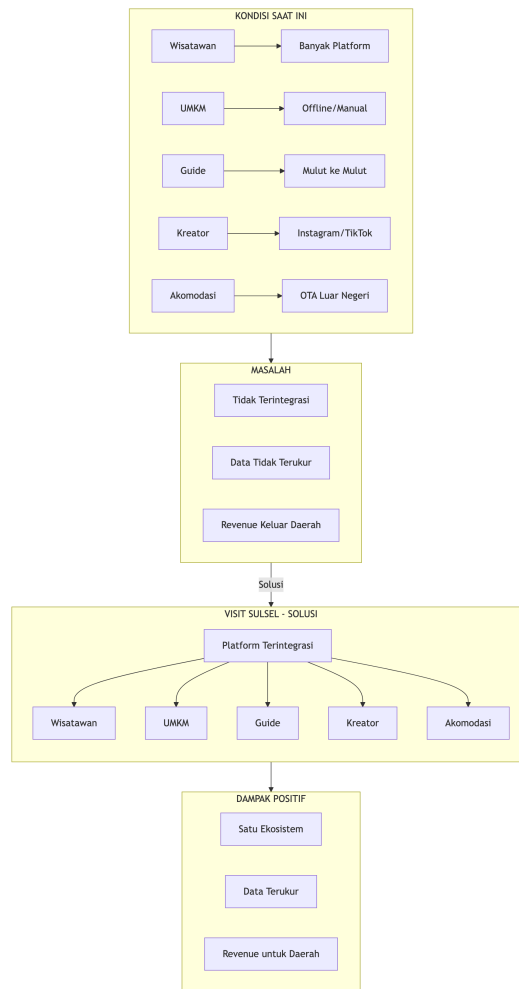 KONDISI SAAT INI
Wisatawan
Banyak Platform
UMKM
Offline/Manual
Guide
Mulut ke Mulut
Kreator
Instagram/TikTok
Akomodasi
OTA Luar Negeri
MASALAH
Tidak Terintegrasi
Data Tidak Terukur
Revenue Keluar Daerah
Solusi
VISIT SULSEL - SOLUSI
Platform Terintegrasi
Wisatawan
UMKM
Guide
Kreator
Akomodasi
DAMPAK POSITIF
Satu Ekosistem
Data Terukur
Revenue untuk Daerah